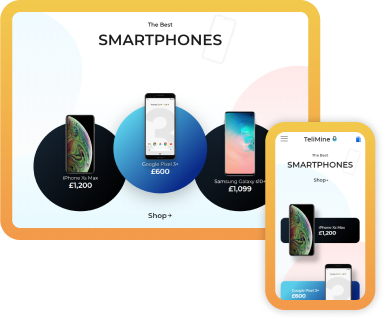 The Best
SMARTPHONES
iPhone Xs Max
£1,200
Google Pixel 3+
£600
Samsung Galaxy s10+
£1,099
Shop→
TeliMine
The Best
SMARTPHONES
Shop→
iPhone Xs Max
£1,200
Google Pixel 3+
£600